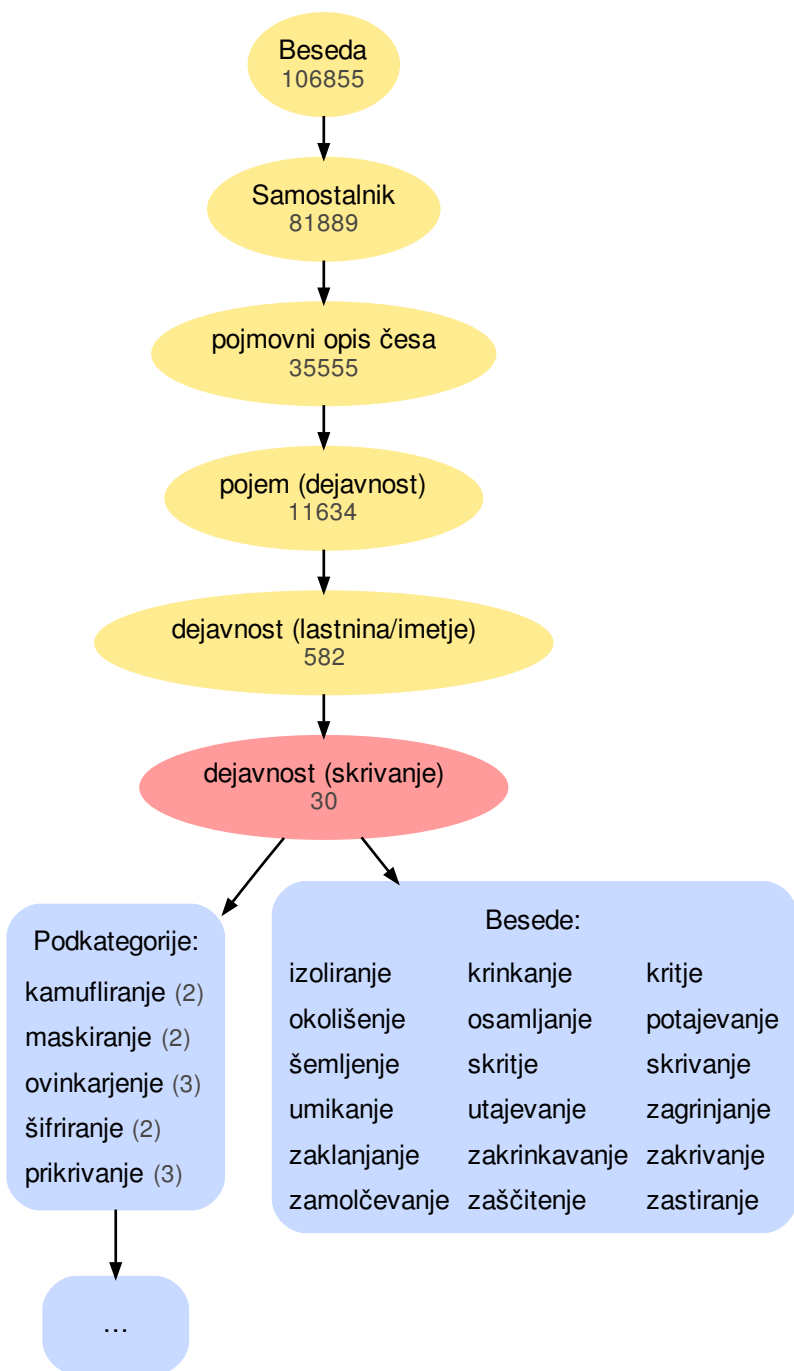 Beseda
106855
Samostalnik
81889
pojmovni opis česa
35555
pojem (dejavnost)
11634
dejavnost (lastnina/imetje)
582
dejavnost (skrivanje)
30
Podkategorije:
kamufliranje (2)
maskiranje (2)
ovinkarjenje (3)
šifriranje (2)
prikrivanje (3)
...
Besede:
izoliranje krinkanje kritje
okolišenje osamljanje potajevanje
šemljenje skritje skrivanje
umikanje utajevanje zagrinjanje
zaklanjanje zakrinkavanje zakrivanje
zamolčevanje zaščitenje zastiranje